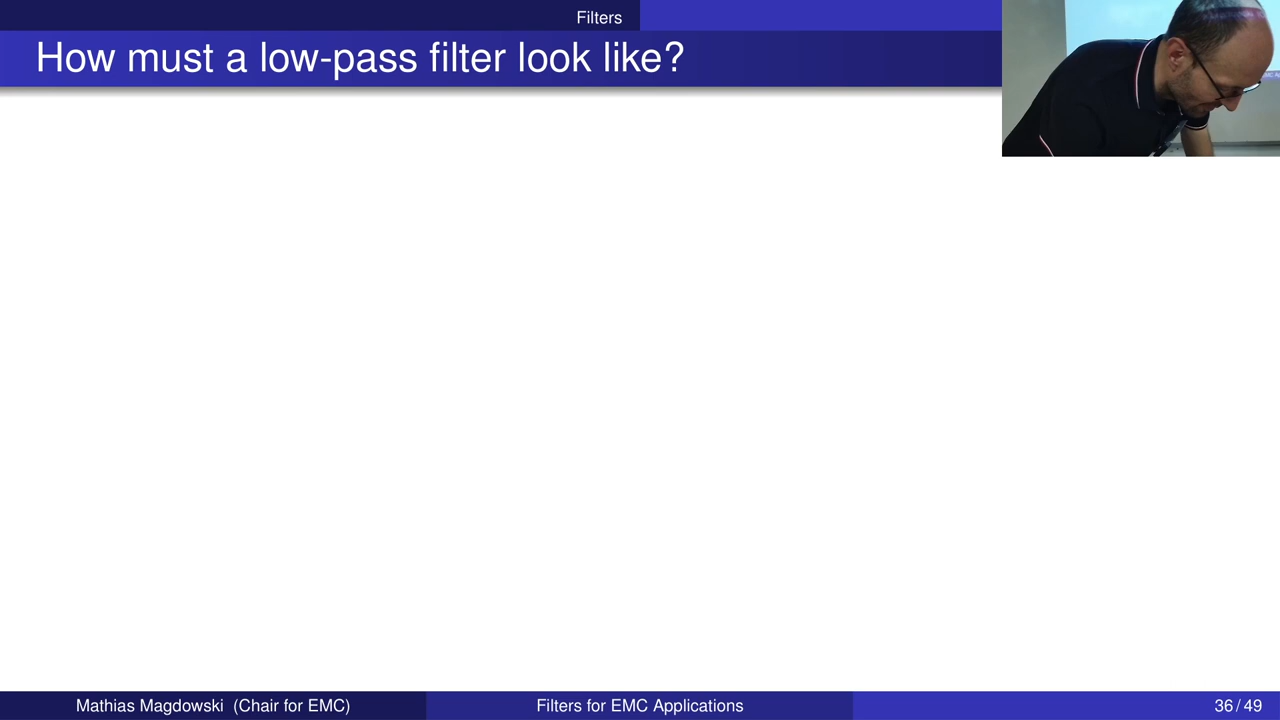 Filters
How must a low-pass filter look like?
Mathias Magdowski (Chair for EMC)
Filters for EMC Applications
36 / 49